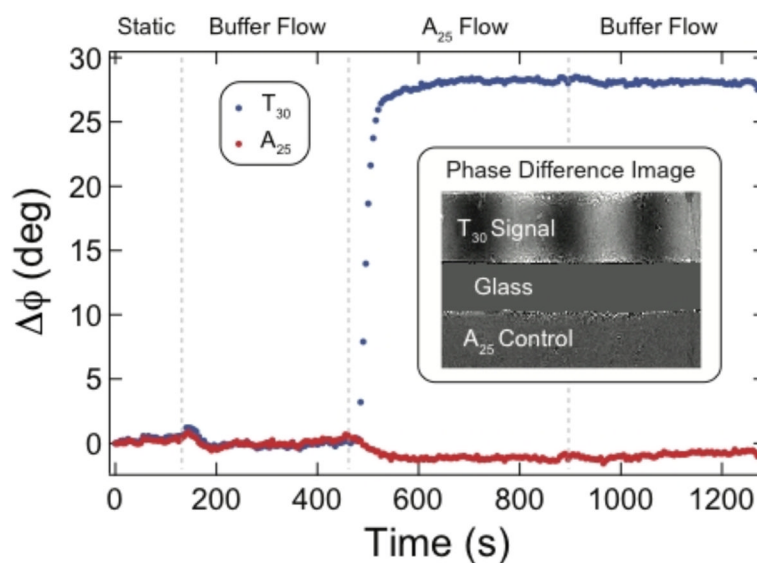 Static Buffer Flow A₂₅ Flow Buffer Flow
30
25
20
15
10
5
0
Δϕ (deg)
T₃₀
A₂₅
Phase Difference Image
T₃₀ Signal
Glass
A₂₅ Control
0 200 400 600 800 1000 1200
Time (s)